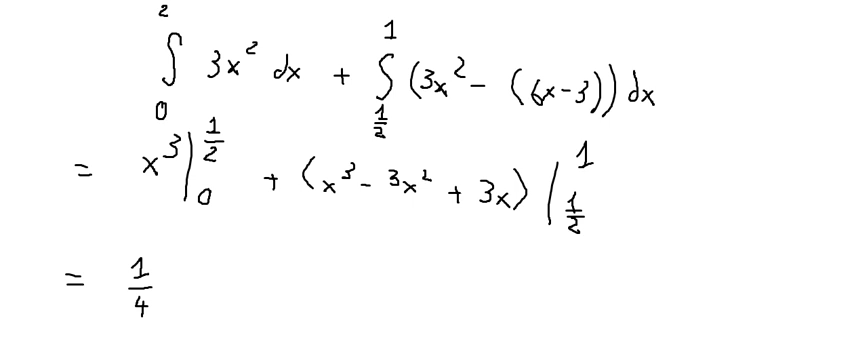 ∫₀² 3x² dx + ∫_{1/2}^{1} (3x² - (6x-3)) dx
= x³ |₀^{1/2} + (x³ - 3x² + 3x) |_{1/2}^{1}
= 1/4